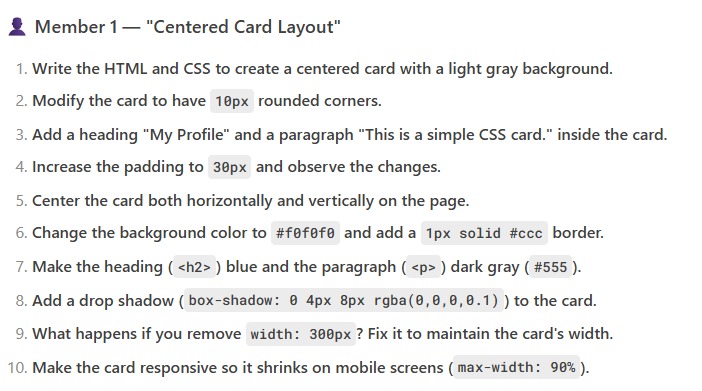 Member 1 — "Centered Card Layout"
1. Write the HTML and CSS to create a centered card with a light gray background.
2. Modify the card to have 10px rounded corners.
3. Add a heading "My Profile" and a paragraph "This is a simple CSS card." inside the card.
4. Increase the padding to 30px and observe the changes.
5. Center the card both horizontally and vertically on the page.
6. Change the background color to #f0f0f0 and add a 1px solid #ccc border.
7. Make the heading (<h2>) blue and the paragraph (<p>) dark gray (#555).
8. Add a drop shadow (box-shadow: 0 4px 8px rgba(0,0,0,0.1)) to the card.
9. What happens if you remove width: 300px? Fix it to maintain the card's width.
10. Make the card responsive so it shrinks on mobile screens (max-width: 90%).